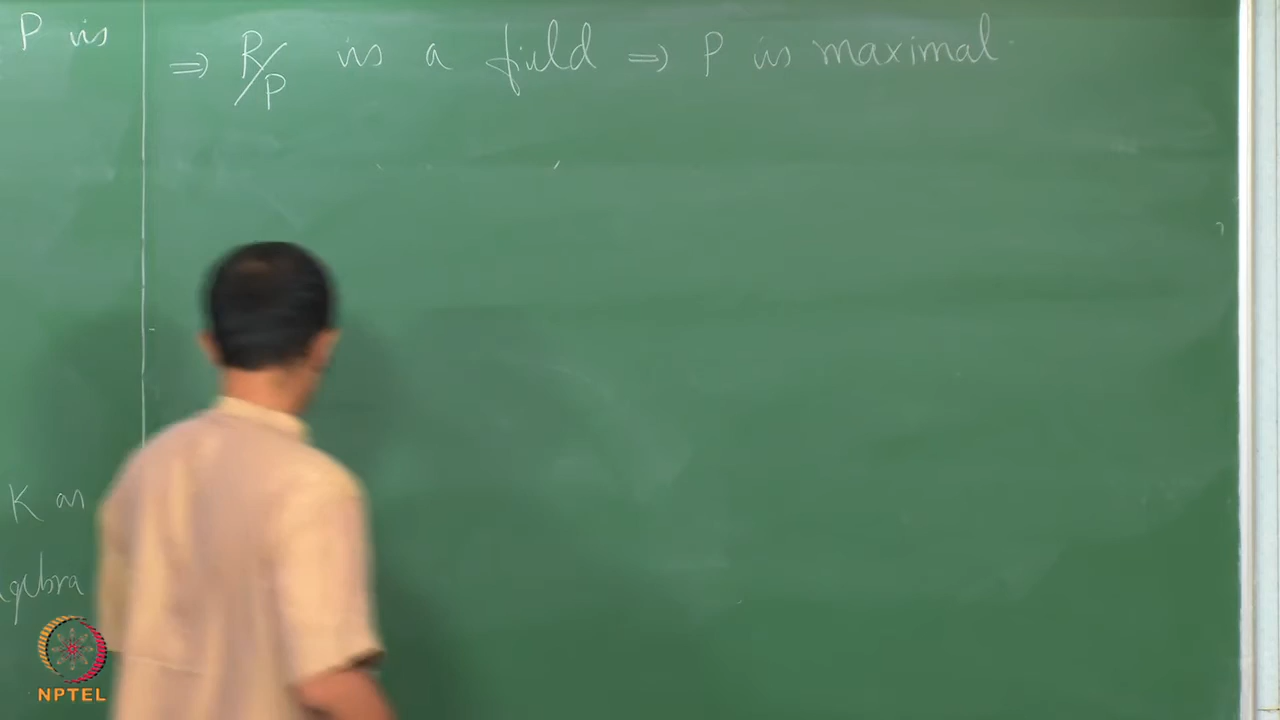 P is
⇒ R/P is a field ⇒ P is maximal.
K an
gebra
NPTEL